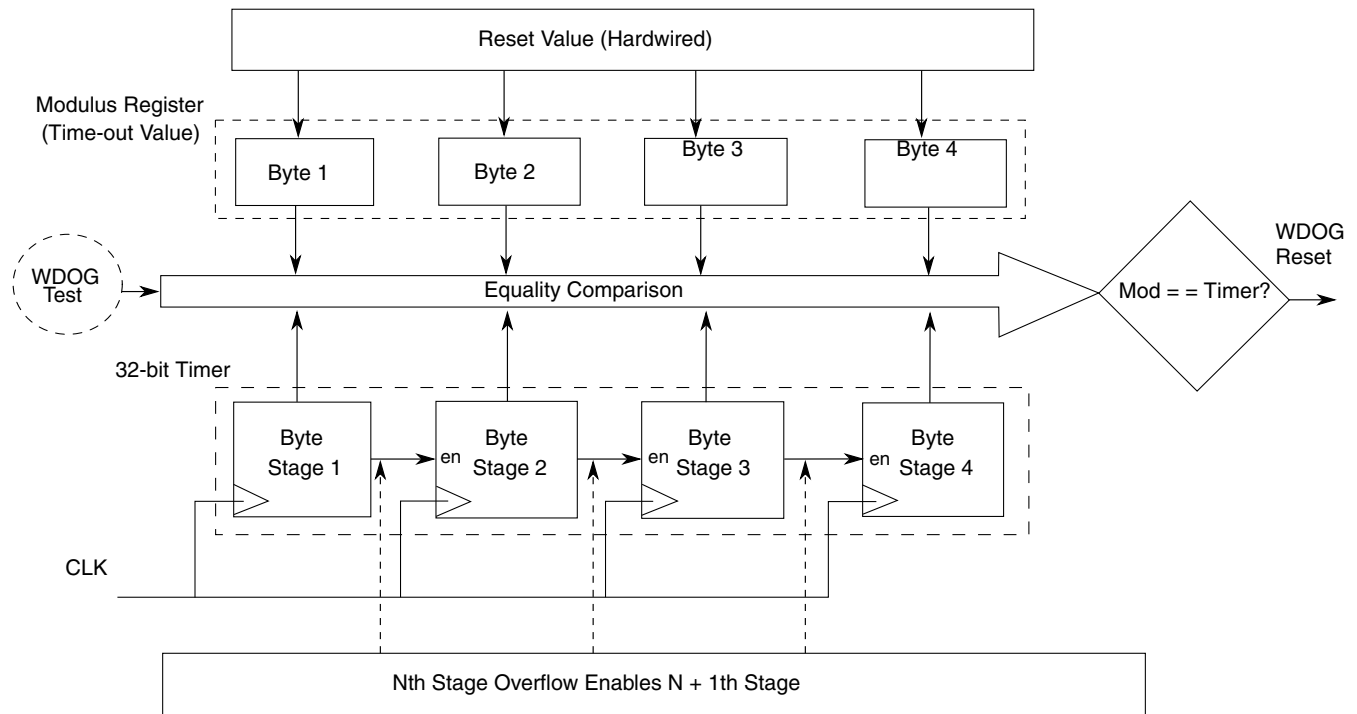 Reset Value (Hardwired)
Modulus Register
(Time-out Value)
Byte 1
Byte 2
Byte 3
Byte 4
WDOG
Test
Equality Comparison
Mod = = Timer?
WDOG
Reset
32-bit Timer
Byte
Stage 1
en
Byte
Stage 2
en
Byte
Stage 3
en
Byte
Stage 4
CLK
Nth Stage Overflow Enables N + 1th Stage